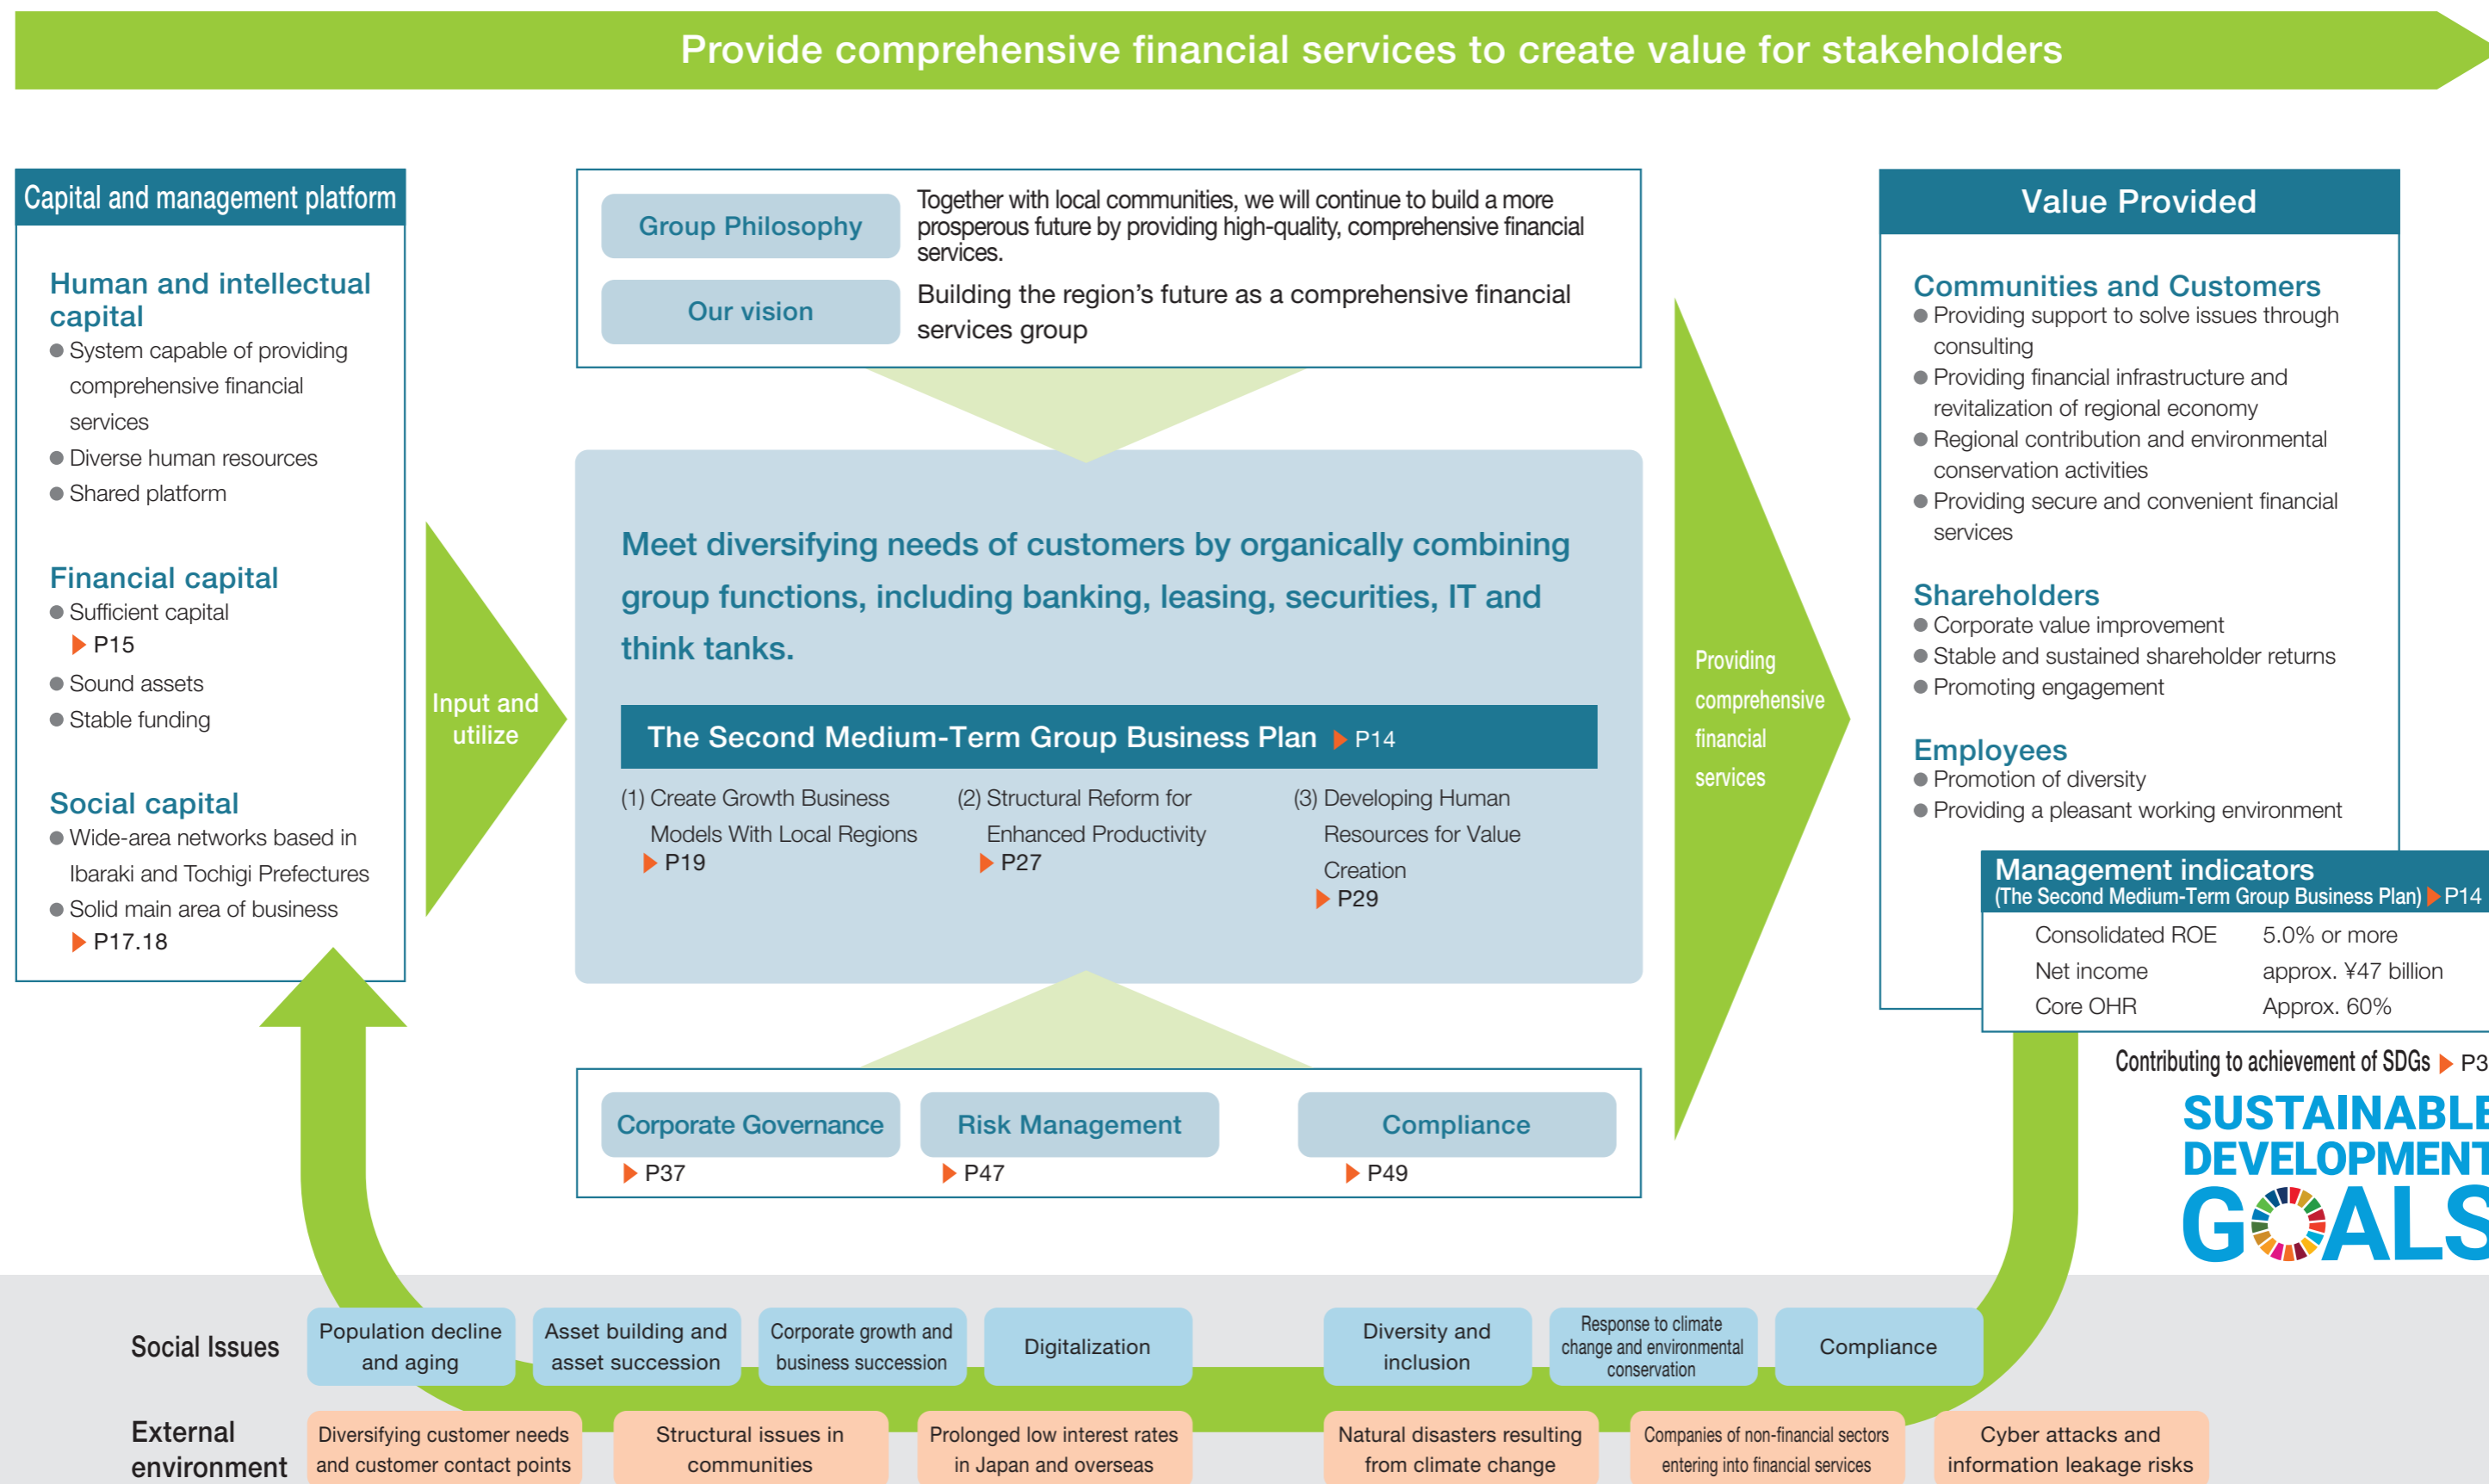 Provide comprehensive financial services to create value for stakeholders
Capital and management platform
Human and intellectual
capital
● System capable of providing
comprehensive financial
services
● Diverse human resources
● Shared platform
Financial capital
● Sufficient capital
▶ P15
● Sound assets
● Stable funding
Social capital
● Wide-area networks based in
Ibaraki and Tochigi Prefectures
● Solid main area of business
▶ P17.18
Input and
utilize
Group Philosophy
Together with local communities, we will continue to build a more
prosperous future by providing high-quality, comprehensive financial
services.
Our vision
Building the region's future as a comprehensive financial
services group
Meet diversifying needs of customers by organically combining
group functions, including banking, leasing, securities, IT and
think tanks.
The Second Medium-Term Group Business Plan ▶ P14
(1) Create Growth Business
Models With Local Regions
▶ P19
(2) Structural Reform for
Enhanced Productivity
▶ P27
(3) Developing Human
Resources for Value
Creation
▶ P29
Corporate Governance
▶ P37
Risk Management
▶ P47
Compliance
▶ P49
Providing
comprehensive
financial
services
Value Provided
Communities and Customers
● Providing support to solve issues through
consulting
● Providing financial infrastructure and
revitalization of regional economy
● Regional contribution and environmental
conservation activities
● Providing secure and convenient financial
services
Shareholders
● Corporate value improvement
● Stable and sustained shareholder returns
● Promoting engagement
Employees
● Promotion of diversity
● Providing a pleasant working environment
Management indicators
(The Second Medium-Term Group Business Plan) ▶ P14
Consolidated ROE 5.0% or more
Net income approx. ¥47 billion
Core OHR Approx. 60%
Contributing to achievement of SDGs ▶ P3
SUSTAINABLE
DEVELOPMENT
GOALS
Social Issues
Population decline
and aging
Asset building and
asset succession
Corporate growth and
business succession
Digitalization
Diversity and
inclusion
Response to climate
change and environmental
conservation
Compliance
External
environment
Diversifying customer needs
and customer contact points
Structural issues in
communities
Prolonged low interest rates
in Japan and overseas
Natural disasters resulting
from climate change
Companies of non-financial sectors
entering into financial services
Cyber attacks and
information leakage risks